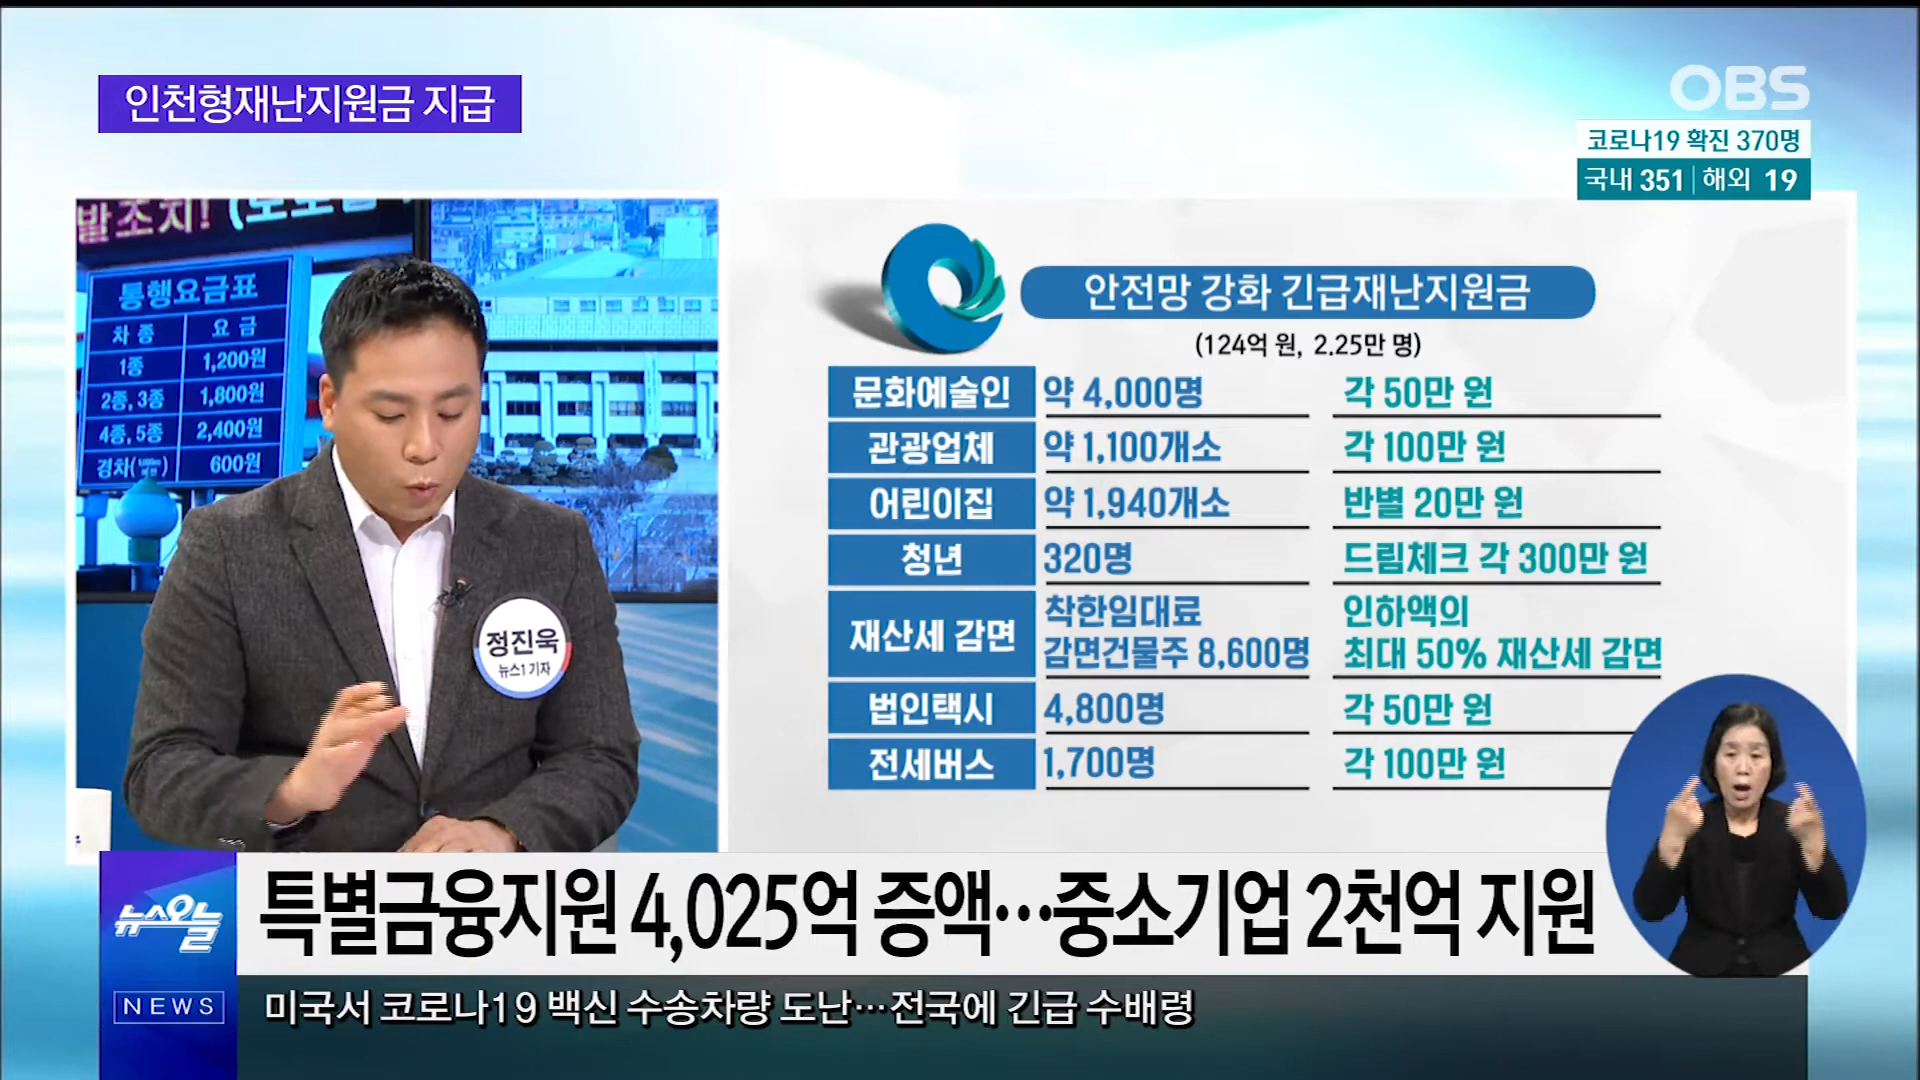 인천형재난지원금 지급
OBS
코로나19 확진 370명
국내 351 | 해외 19
발조치!
통행요금표
차종 요금
1종 1,200원
2종, 3종 1,800원
4종, 5종 2,400원
경차( ) 600원
정진욱
뉴스1 기자
안전망 강화 긴급재난지원금
(124억 원, 2.25만 명)
문화예술인 약 4,000명 각 50만 원
관광업체 약 1,100개소 각 100만 원
어린이집 약 1,940개소 반별 20만 원
청년 320명 드림체크 각 300만 원
재산세 감면 착한임대료 감면건물주 8,600명 인하액의 최대 50% 재산세 감면
법인택시 4,800명 각 50만 원
전세버스 1,700명 각 100만 원
뉴스오늘
NEWS
특별금융지원 4,025억 증액…중소기업 2천억 지원
미국서 코로나19 백신 수송차량 도난…전국에 긴급 수배령